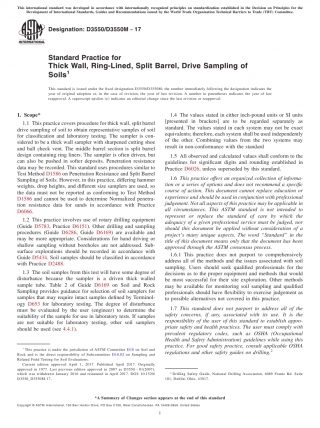 This international standard was developed in accordance with internationally recognized principles on standardization established in the Decision on Principles for the
Development of International Standards, Guides and Recommendations issued by the World Trade Organization Technical Barriers to Trade (TBT) Committee.
Designation: D3550/D3550M − 17
Standard Practice for
Thick Wall, Ring-Lined, Split Barrel, Drive Sampling of
Soils1
This standard is issued under the fixed designation D3550/D3550M; the number immediately following the designation indicates the
year of original adoption or, in the case of revision, the year of last revision. A number in parentheses indicates the year of last
reapproval. A superscript epsilon (ε) indicates an editorial change since the last revision or reapproval.
1. Scope*
1.1 This practice covers procedure for thick wall, split barrel
drive sampling of soil to obtain representative samples of soil
for classification and laboratory testing. The sampler is con-
sidered to be a thick wall sampler with sharpened cutting shoe
and ball check vent. The middle barrel section is split barrel
design containing ring liners. The sampler is often driven, but
can also be pushed in softer deposits. Penetration resistance
data may be recorded. This standard uses procedures similar to
Test Method D1586 on Penetration Resistance and Split Barrel
Sampling of Soils. However, in this practice, differing hammer
weights, drop heights, and different size samplers are used, so
the data must not be reported as conforming to Test Method
D1586 and cannot be used to determine Normalized penetra-
tion resistance data for sands in accordance with Practice
D6066.
1.2 This practice involves use of rotary drilling equipment
(Guide D5783, Practice D6151). Other drilling and sampling
procedures (Guide D6286, Guide D6169) are available and
may be more appropriate. Considerations for hand driving or
shallow sampling without boreholes are not addressed. Sub-
surface explorations should be recorded in accordance with
Guide D5434. Soil samples should be classified in accordance
with Practice D2488.
1.3 The soil samples from this test will have some degree of
disturbance because the sampler is a driven thick walled
sample tube. Table 2 of Guide D6169 on Soil and Rock
Sampling provides guidance for selection of soil samplers for
samples that may require intact samples defined by Terminol-
ogy D653 for laboratory testing. The degree of disturbance
must be evaluated by the user (engineer) to determine the
suitability of the sample for use in laboratory tests. If samples
are not suitable for laboratory testing, other soil samplers
should be used (see 4.4.1).
1 This practice is under the jurisdiction of ASTM Committee D18 on Soil and
Rock and is the direct responsibility of Subcommittee D18.02 on Sampling and
Related Field Testing for Soil Evaluations.
Current edition approved April 1, 2017. Published April 2017. Originally
approved in 1977. Last previous edition approved in 2007 as D3550 – 01(2007),
which was withdrawn January 2016 and reinstated in April 2017. DOI: 10.1520/
D3550_D3550M-17.
1.4 The values stated in either inch-pound units or SI units
[presented in brackets] are to be regarded separately as
standard. The values stated in each system may not be exact
equivalents; therefore, each system shall be used independently
of the other. Combining values from the two systems may
result in non-conformance with the standard
1.5 All observed and calculated values shall conform to the
guidelines for significant digits and rounding established in
Practice D6026, unless superseded by this standard.
1.6 This practice offers an organized collection of informa-
tion or a series of options and does not recommend a specific
course of action. This document cannot replace education or
experience and should be used in conjunction with professional
judgement. Not all aspects of this practice may be applicable in
all circumstances. This ASTM standard is not intended to
represent or replace the standard of care by which the
adequacy of a given professional service must be judged, nor
should this document be applied without consideration of a
project's many unique aspects. The word "Standard" in the
title of this document means only that the document has been
approved through the ASTM consensus process.
1.6.1 This practice does not purport to comprehensively
address all of the methods and the issues associated with soil
sampling. Users should seek qualified professionals for the
decisions as to the proper equipment and methods that would
be most successful for their site exploration. Other methods
may be available for monitoring soil sampling and qualified
professionals should have flexibility to exercise judgement as
to possible alternatives not covered in this practice.
1.7 This standard does not purport to address all of the
safety concerns, if any, associated with its use. It is the
responsibility of the user of this standard to establish appro-
priate safety and health practices. The user must comply with
prevalent regulatory codes, such as OSHA (Occupational
Health and Safety Administration) guidelines while using this
practice. For good safety practice, consult applicable OSHA
regulations and other safety guides on drilling.2
2 Drilling Safety Guide, National Drilling Association, 6089 Frantz Rd. Suite
101, Dublin, Ohio, 43017.
*A Summary of Changes section appears at the end of this standard
Copyright © ASTM International, 100 Barr Harbor Drive, PO Box C700, West Conshohocken, PA 19428-2959. United States
1